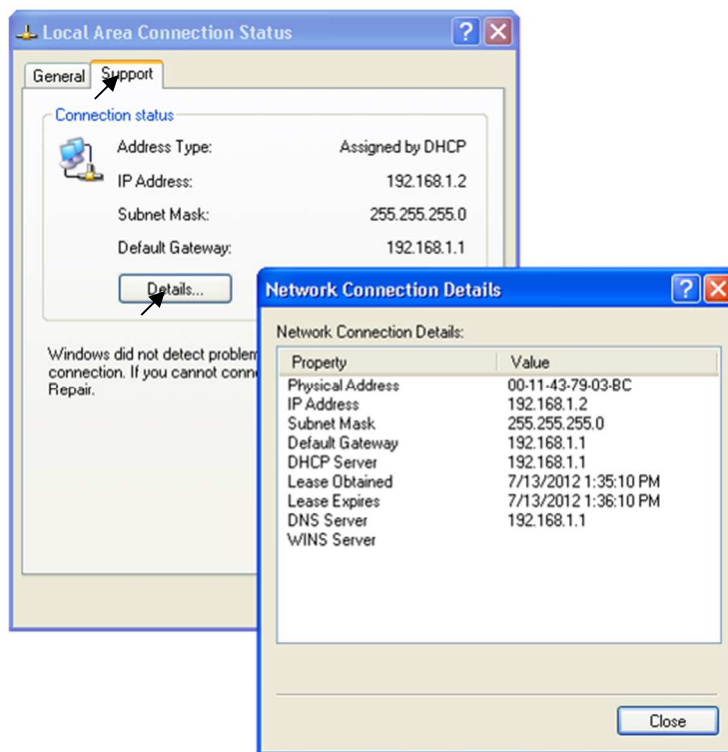 Local Area Connection Status
General Support
Connection status
Address Type: Assigned by DHCP
IP Address: 192.168.1.2
Subnet Mask: 255.255.255.0
Default Gateway: 192.168.1.1
Details...
Windows did not detect problem
connection. If you cannot conne
Repair.
Network Connection Details
Network Connection Details:
Property Value
Physical Address 00-11-43-79-03-BC
IP Address 192.168.1.2
Subnet Mask 255.255.255.0
Default Gateway 192.168.1.1
DHCP Server 192.168.1.1
Lease Obtained 7/13/2012 1:35:10 PM
Lease Expires 7/13/2012 1:36:10 PM
DNS Server 192.168.1.1
WINS Server
Close